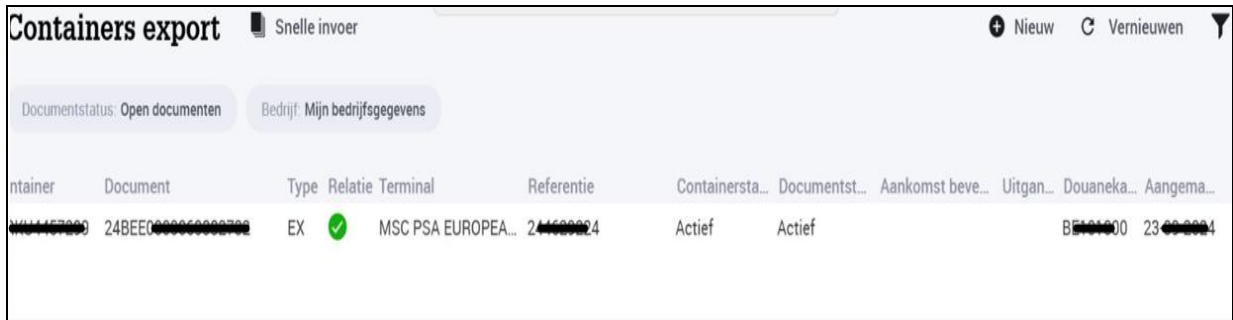 Containers export Snelle invoer Nieuw Vernieuwen
Documentstatus: Open documenten Bedrijf: Mijn bedrijfsgegevens
ntainer Document Type Relatie Terminal Referentie Containersta... Documentst... Aankomst beve... Uitgan... Douaneka... Aangema...
EX MSC PSA EUROPEA... Actief Actief